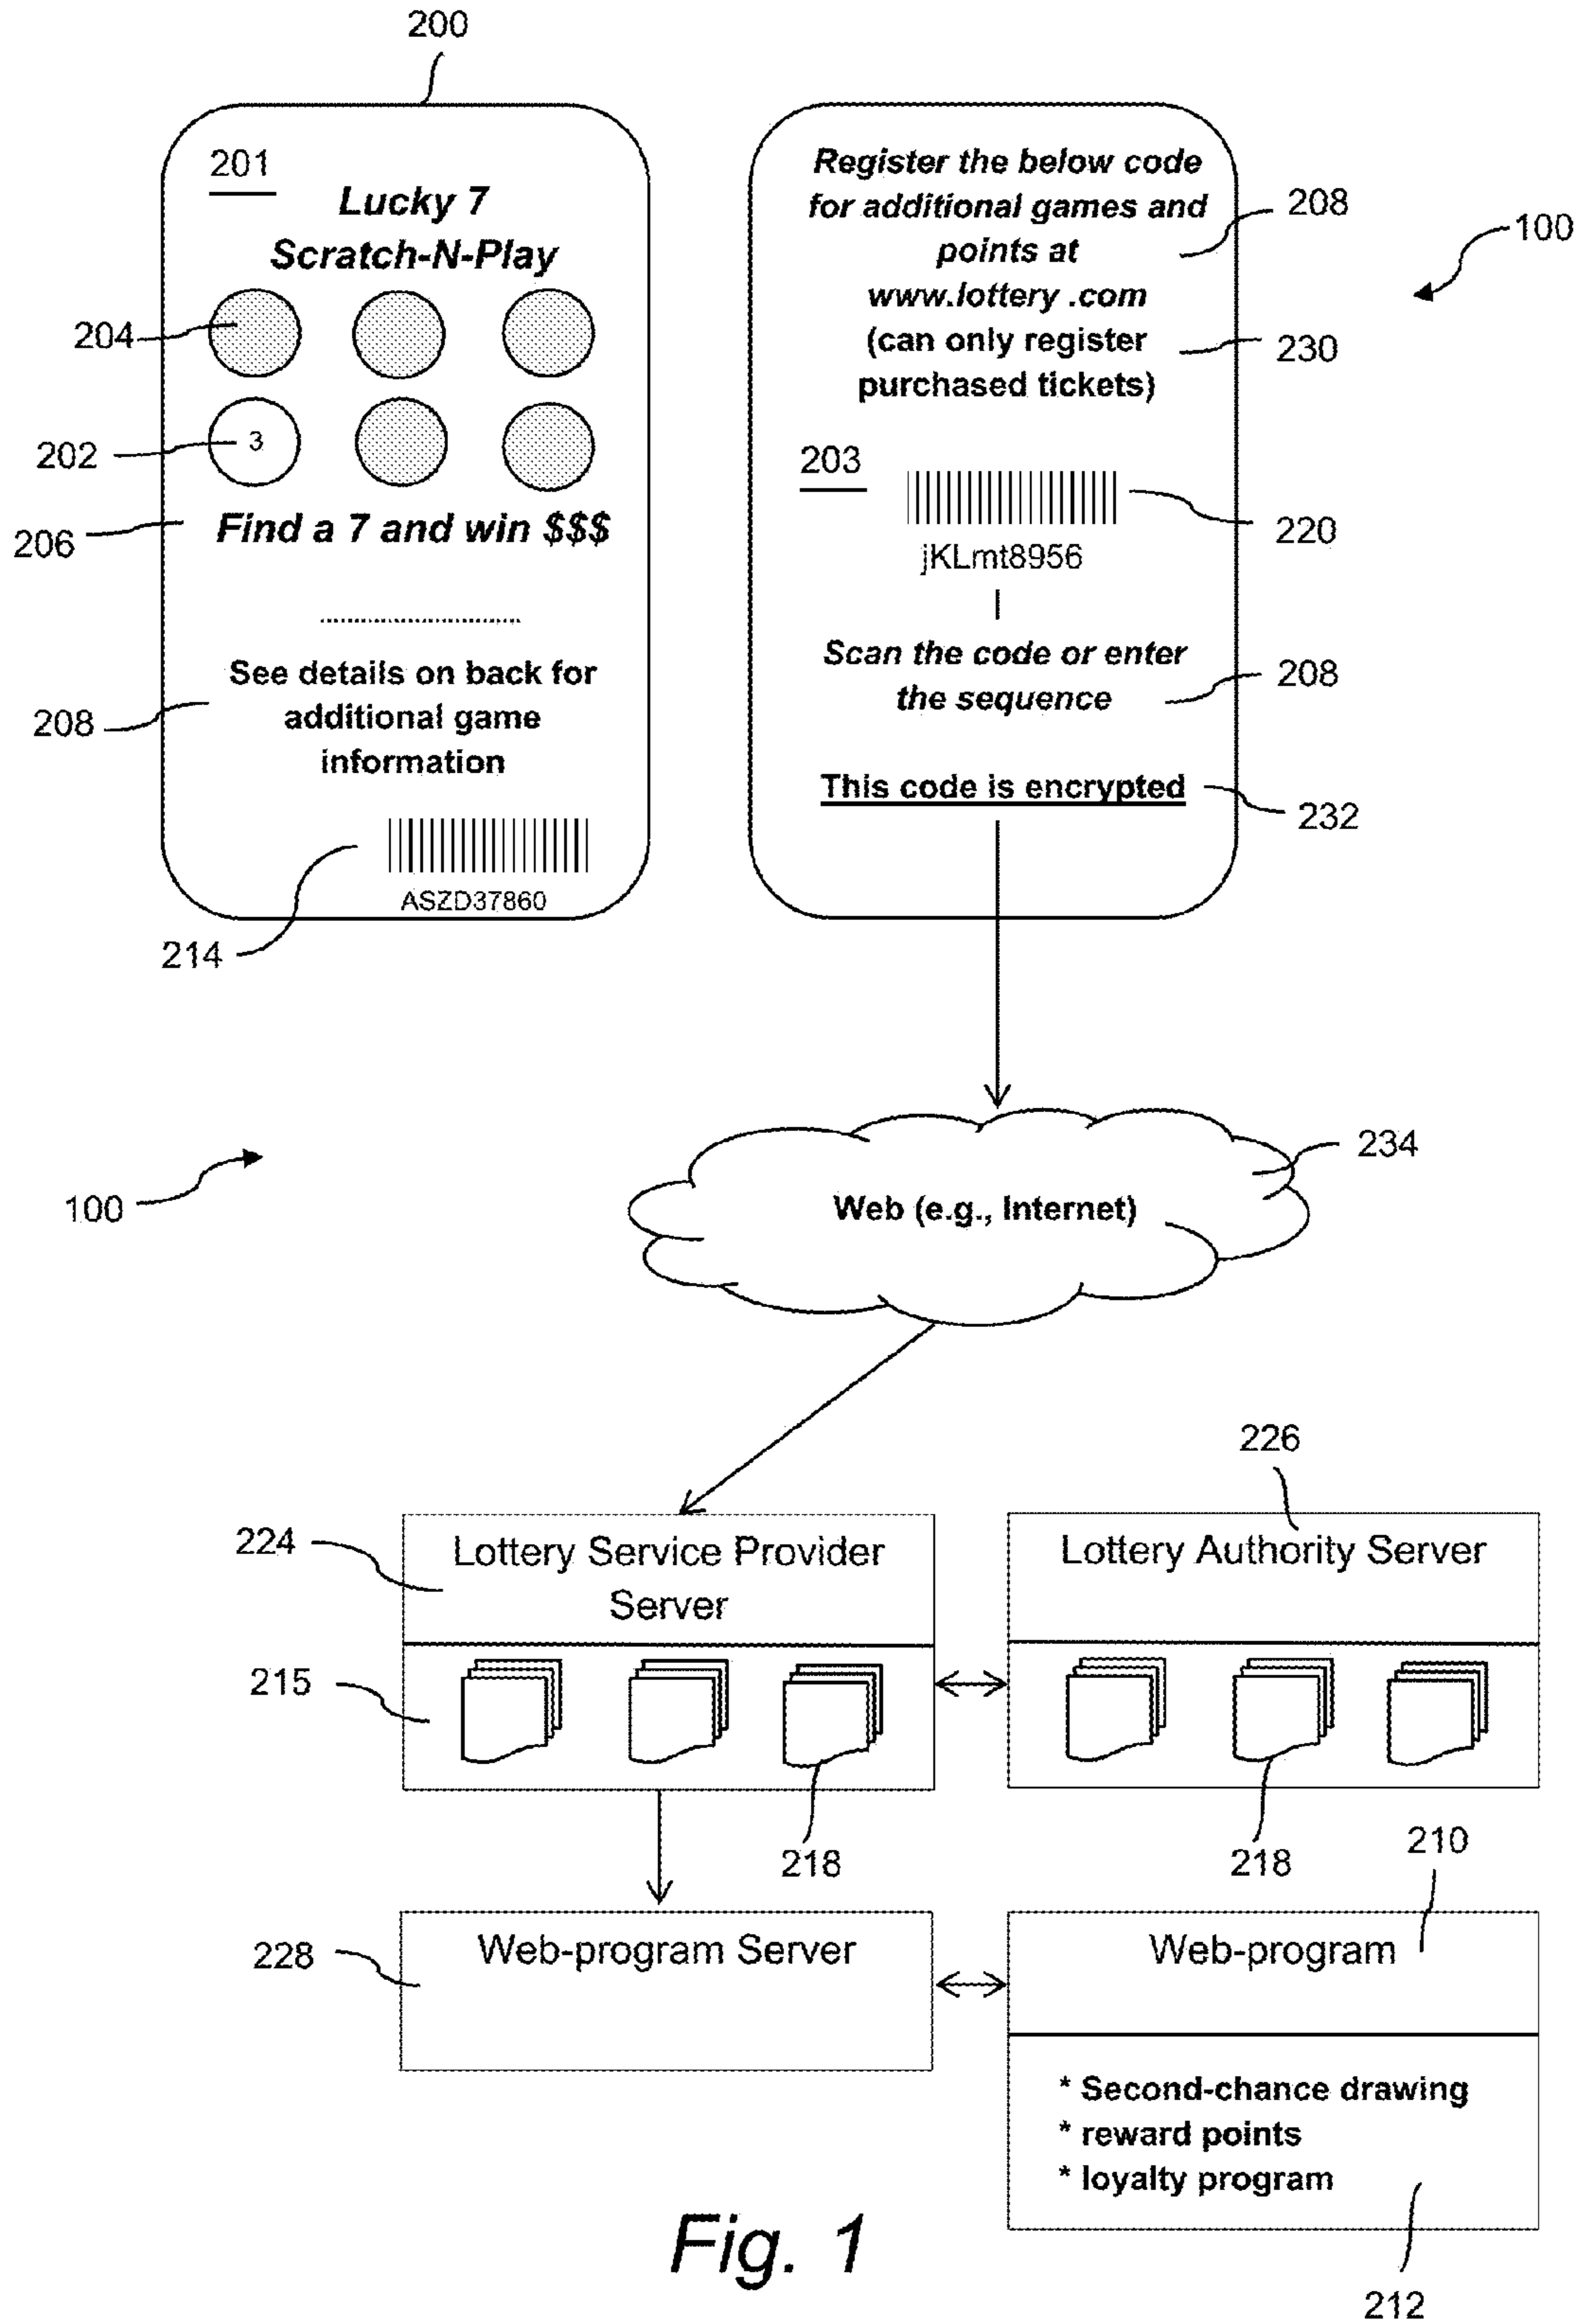 200
201
Lucky 7
Scratch-N-Play
204
202
3
206
Find a 7 and win $$$
See details on back for
additional game
information
208
ASZD37860
214
Register the below code
for additional games and
points at
www.lottery .com
(can only register
purchased tickets)
208
230
100
203
220
jKLmt8956
Scan the code or enter
the sequence
208
This code is encrypted
232
234
Web (e.g., Internet)
100
226
224
Lottery Service Provider
Server
Lottery Authority Server
215
218
218
210
228
Web-program Server
Web-program
* Second-chance drawing
* reward points
* loyalty program
212
Fig. 1